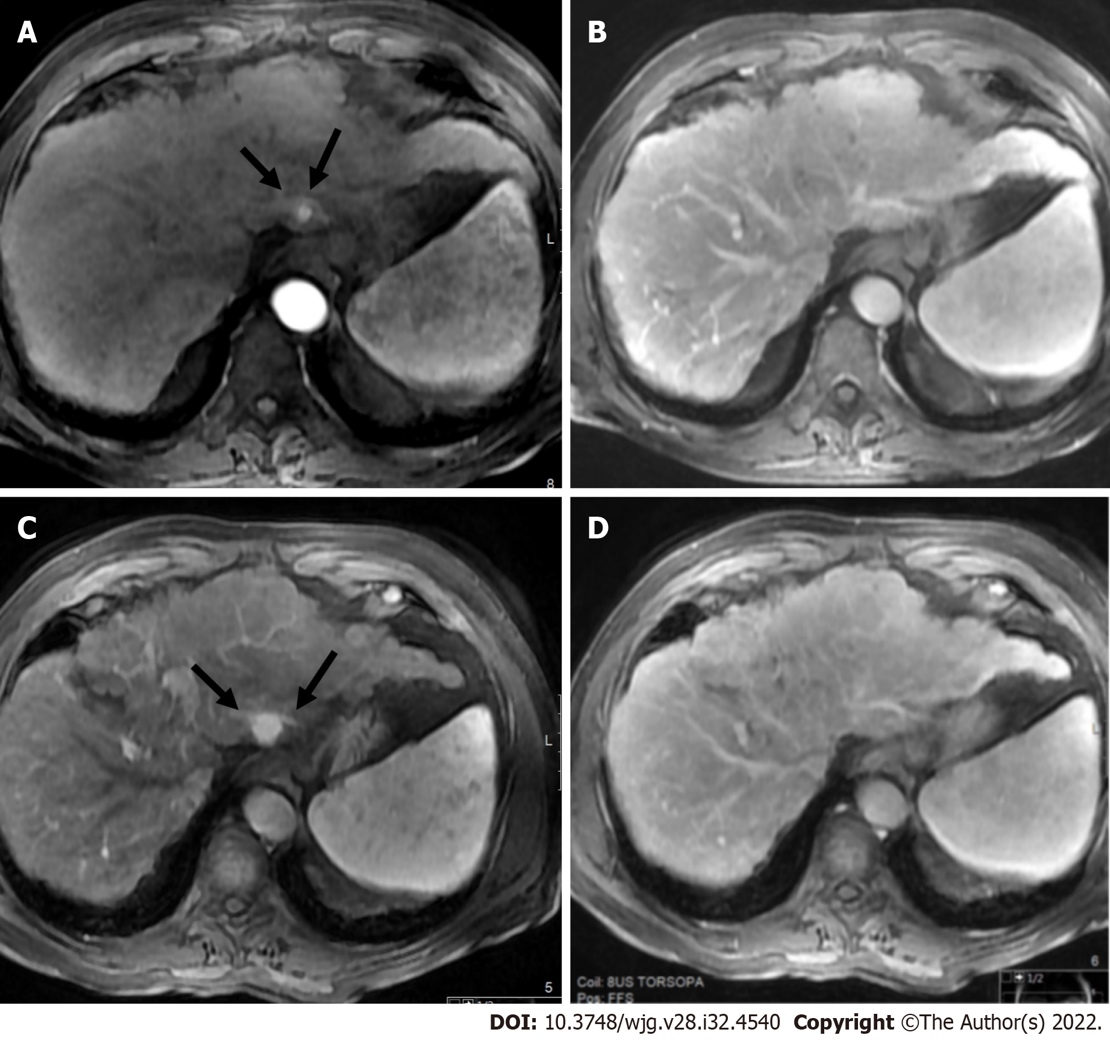 A
B
L
8
C
D
L
L
5
6
1/2
Coil: 8US TORSOPA
Pos: FFS
DOI: 10.3748/wjg.v28.i32.4540 Copyright ©The Author(s) 2022.